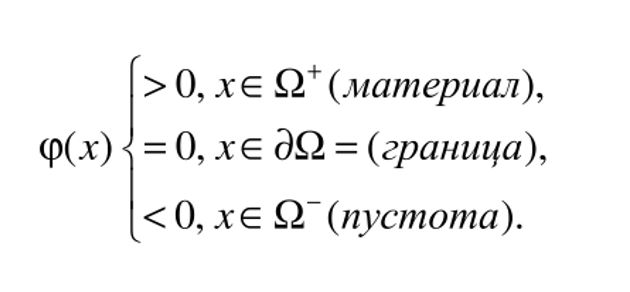 > 0, x∈ Ω⁺ (материал),
φ(x) = 0, x∈ ∂Ω = (граница),
< 0, x∈ Ω⁻ (пустота).